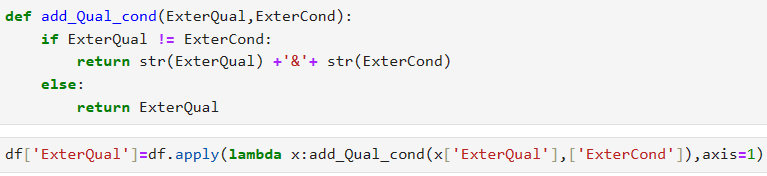 def add_Qual_cond(ExterQual,ExterCond):
    if ExterQual != ExterCond:
        return str(ExterQual) +'&'+ str(ExterCond)
    else:
        return ExterQual
df['ExterQual']=df.apply(lambda x:add_Qual_cond(x['ExterQual'],['ExterCond']),axis=1)